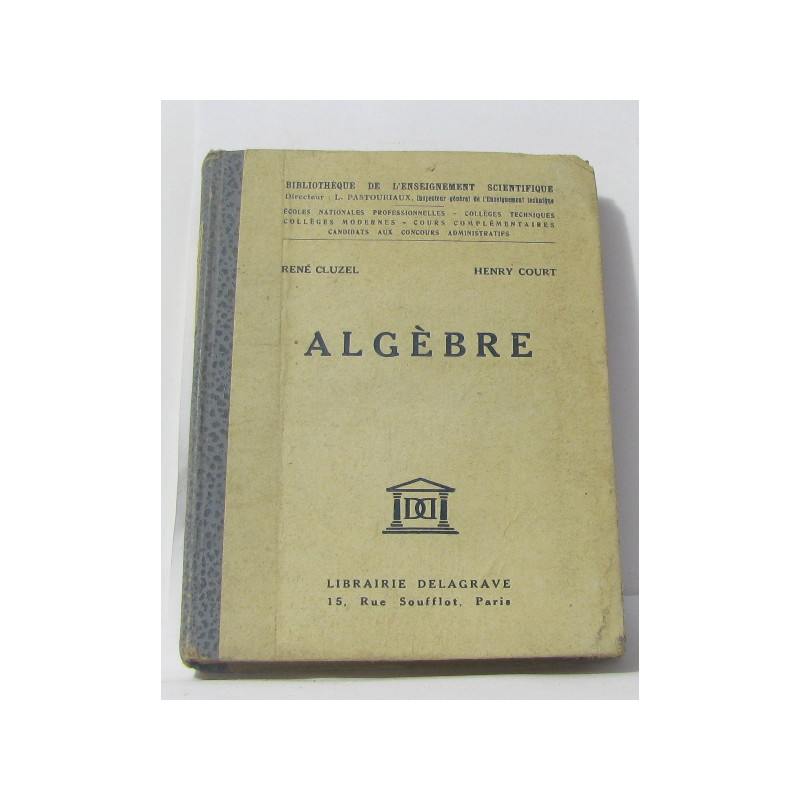 BIBLIOTHÈQUE DE L'ENSEIGNEMENT SCIENTIFIQUE
Directeur : L. PASTOURIAUX, Inspecteur général de l'Enseignement technique
ÉCOLES NATIONALES PROFESSIONNELLES - COLLÈGES TECHNIQUES
COLLÈGES MODERNES - COURS COMPLÉMENTAIRES
CANDIDATS AUX CONCOURS ADMINISTRATIFS
RENÉ CLUZEL HENRY COURT
ALGÈBRE
DD
LIBRAIRIE DELAGRAVE
15, Rue Soufflot, Paris